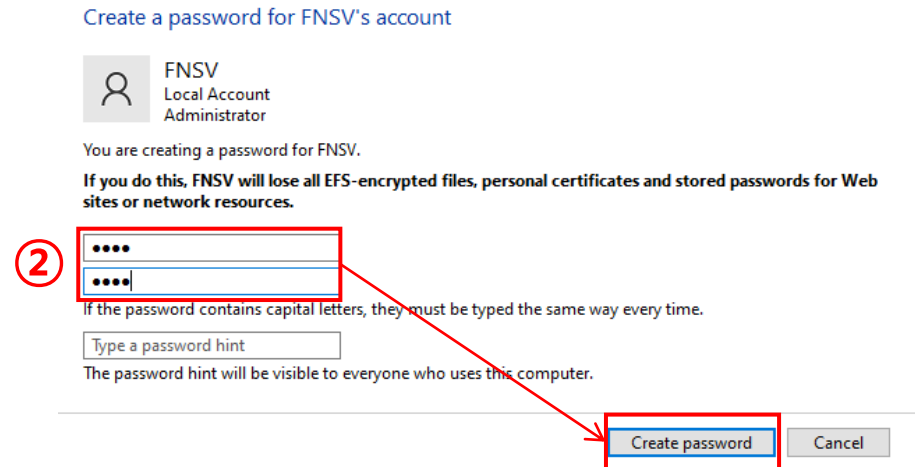 Create a password for FNSV's account
FNSV
Local Account
Administrator
You are creating a password for FNSV.
If you do this, FNSV will lose all EFS-encrypted files, personal certificates and stored passwords for Web
sites or network resources.
②
••••
••••
If the password contains capital letters, they must be typed the same way every time.
Type a password hint
The password hint will be visible to everyone who uses this computer.
Create password
Cancel